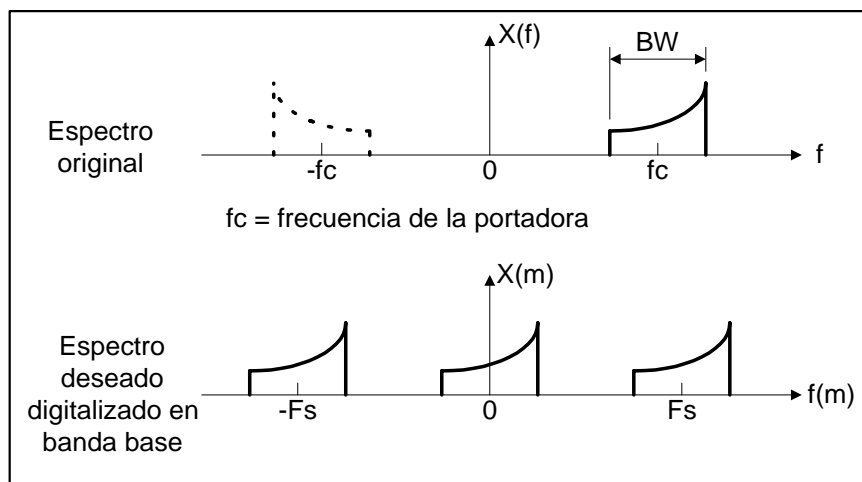 X(f)
BW
Espectro
original
-fc
0
fc
f
fc = frecuencia de la portadora
X(m)
Espectro
deseado
digitalizado en
banda base
-Fs
0
Fs
f(m)